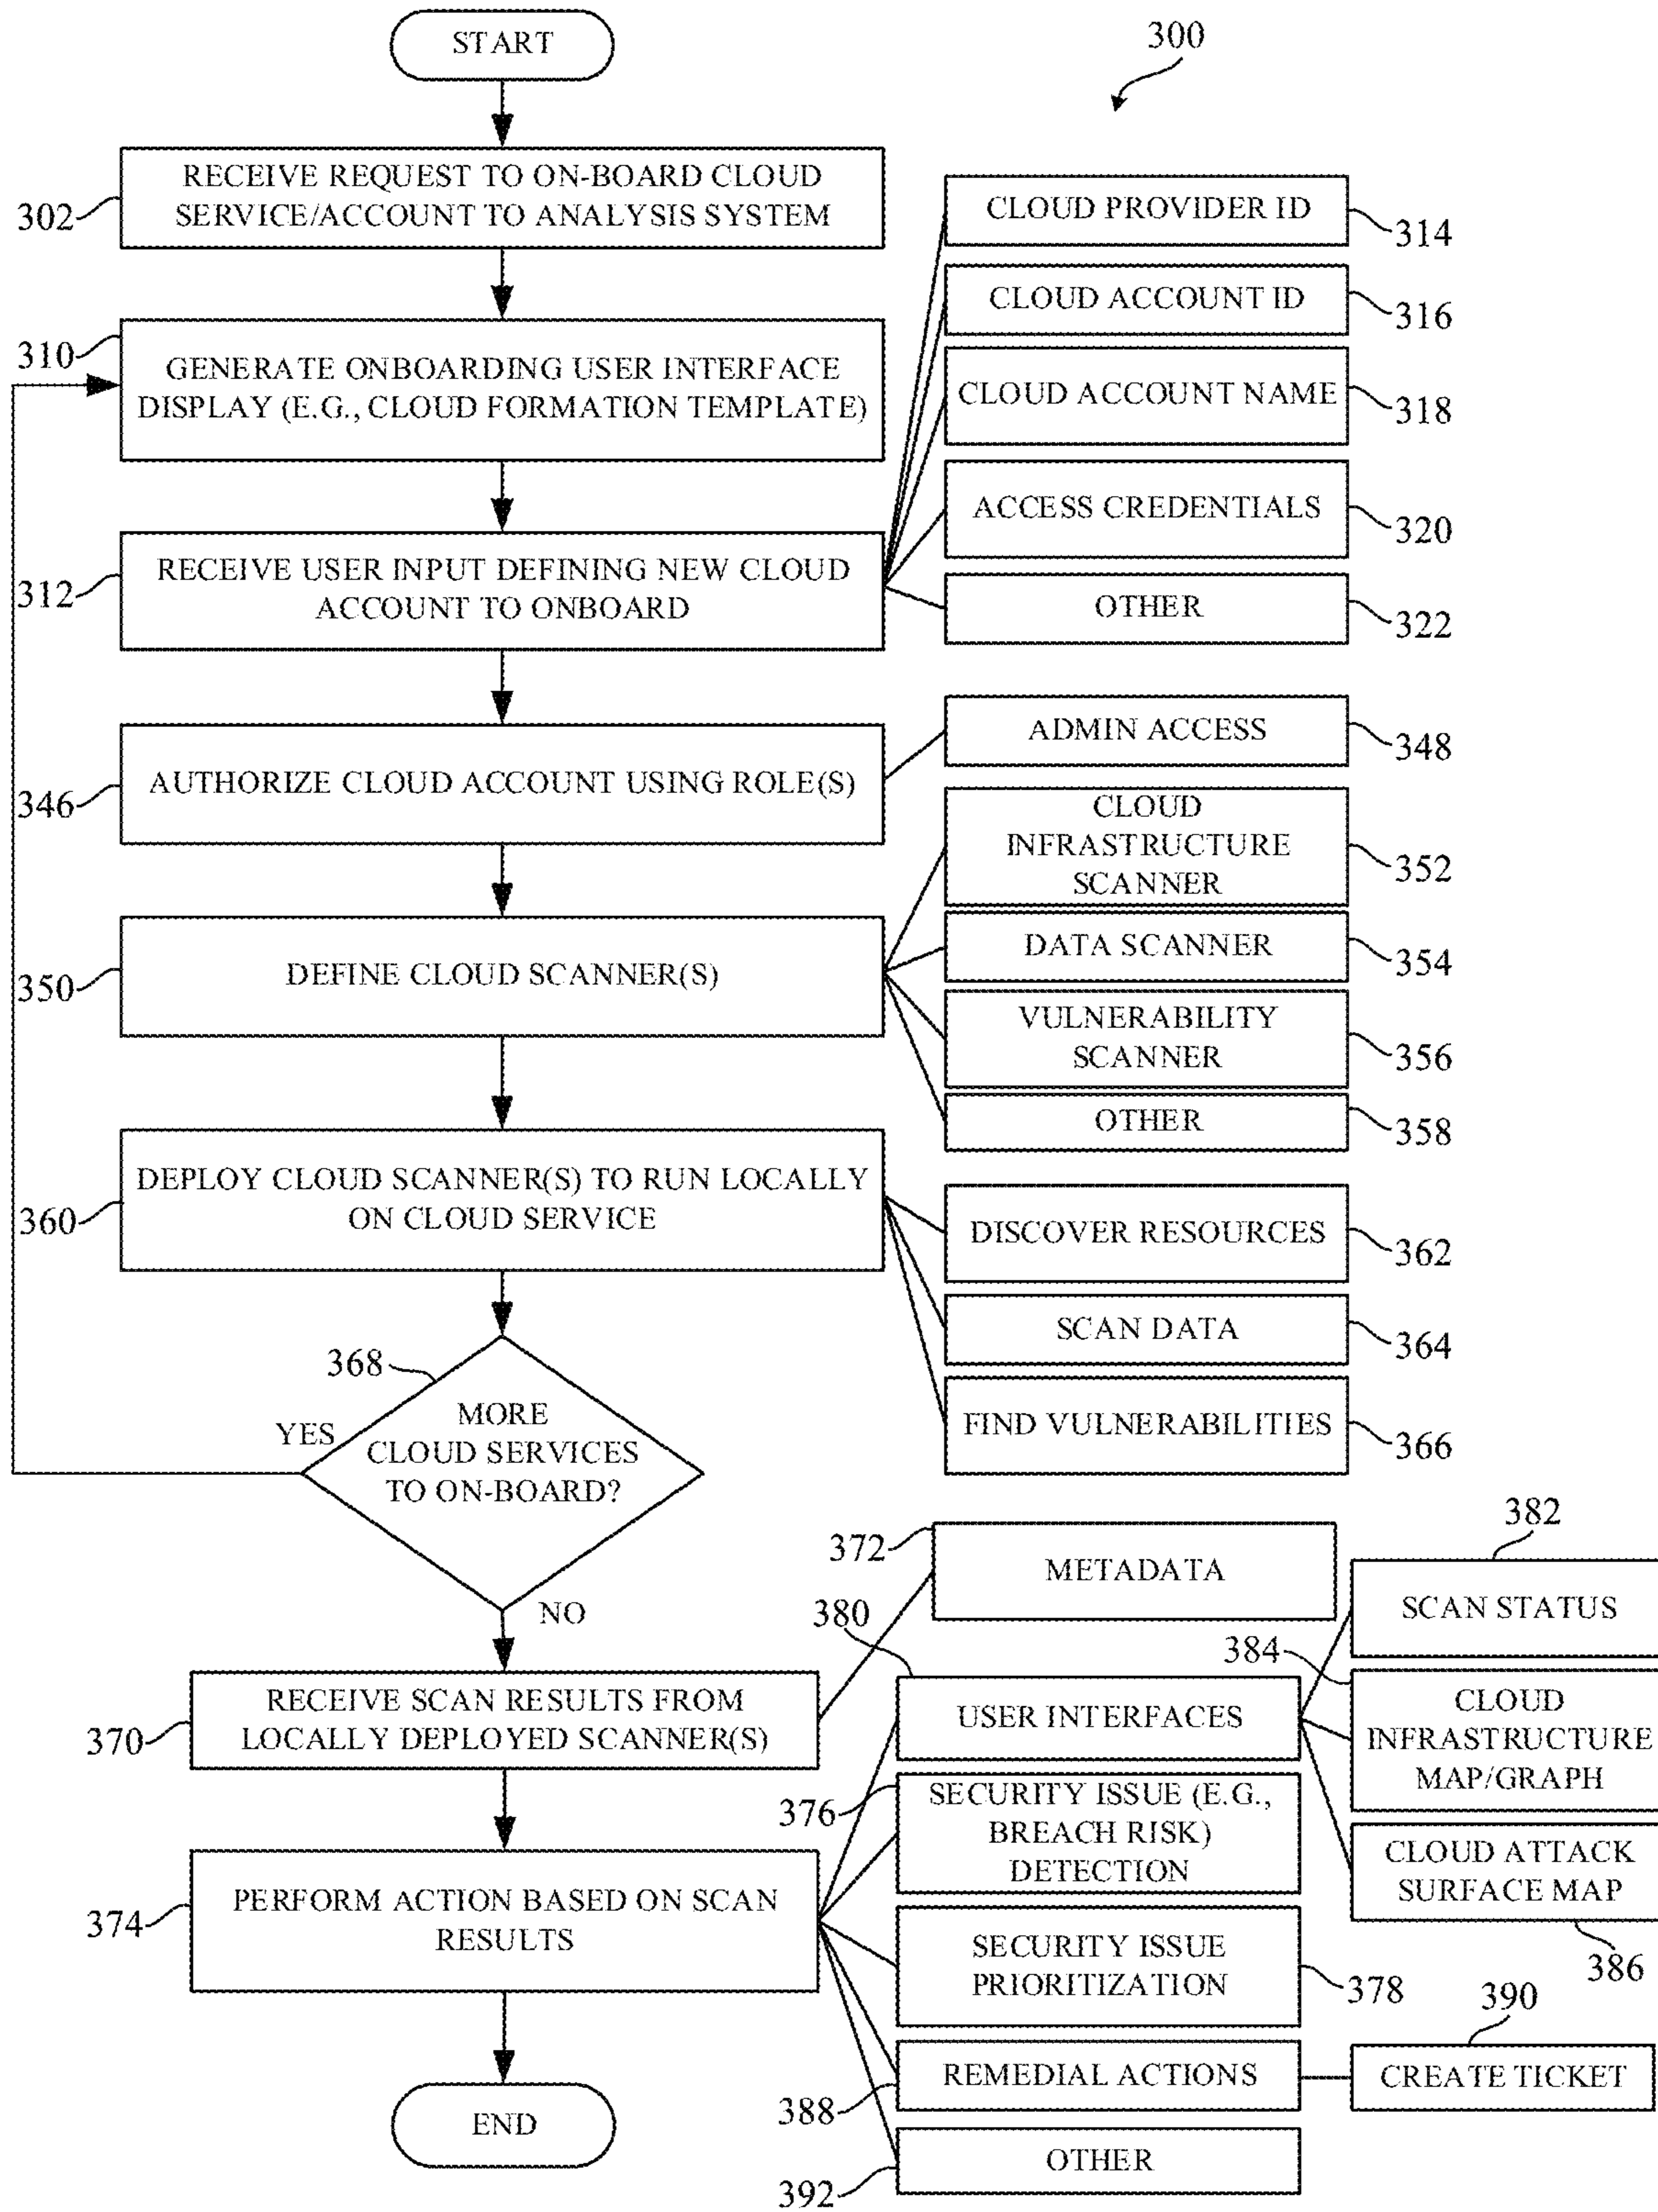 START
300
302
RECEIVE REQUEST TO ON-BOARD CLOUD
SERVICE/ACCOUNT TO ANALYSIS SYSTEM
310
GENERATE ONBOARDING USER INTERFACE
DISPLAY (E.G., CLOUD FORMATION TEMPLATE)
312
RECEIVE USER INPUT DEFINING NEW CLOUD
ACCOUNT TO ONBOARD
CLOUD PROVIDER ID
314
CLOUD ACCOUNT ID
316
CLOUD ACCOUNT NAME
318
ACCESS CREDENTIALS
320
OTHER
322
346
AUTHORIZE CLOUD ACCOUNT USING ROLE(S)
ADMIN ACCESS
348
350
DEFINE CLOUD SCANNER(S)
CLOUD
INFRASTRUCTURE
SCANNER
352
DATA SCANNER
354
VULNERABILITY
SCANNER
356
OTHER
358
360
DEPLOY CLOUD SCANNER(S) TO RUN LOCALLY
ON CLOUD SERVICE
DISCOVER RESOURCES
362
SCAN DATA
364
FIND VULNERABILITIES
366
368
MORE
CLOUD SERVICES
TO ON-BOARD?
YES
NO
370
RECEIVE SCAN RESULTS FROM
LOCALLY DEPLOYED SCANNER(S)
372
METADATA
374
PERFORM ACTION BASED ON SCAN
RESULTS
380
USER INTERFACES
382
SCAN STATUS
384
CLOUD
INFRASTRUCTURE
MAP/GRAPH
CLOUD ATTACK
SURFACE MAP
386
376
SECURITY ISSUE (E.G.,
BREACH RISK)
DETECTION
SECURITY ISSUE
PRIORITIZATION
378
388
REMEDIAL ACTIONS
390
CREATE TICKET
392
OTHER
END